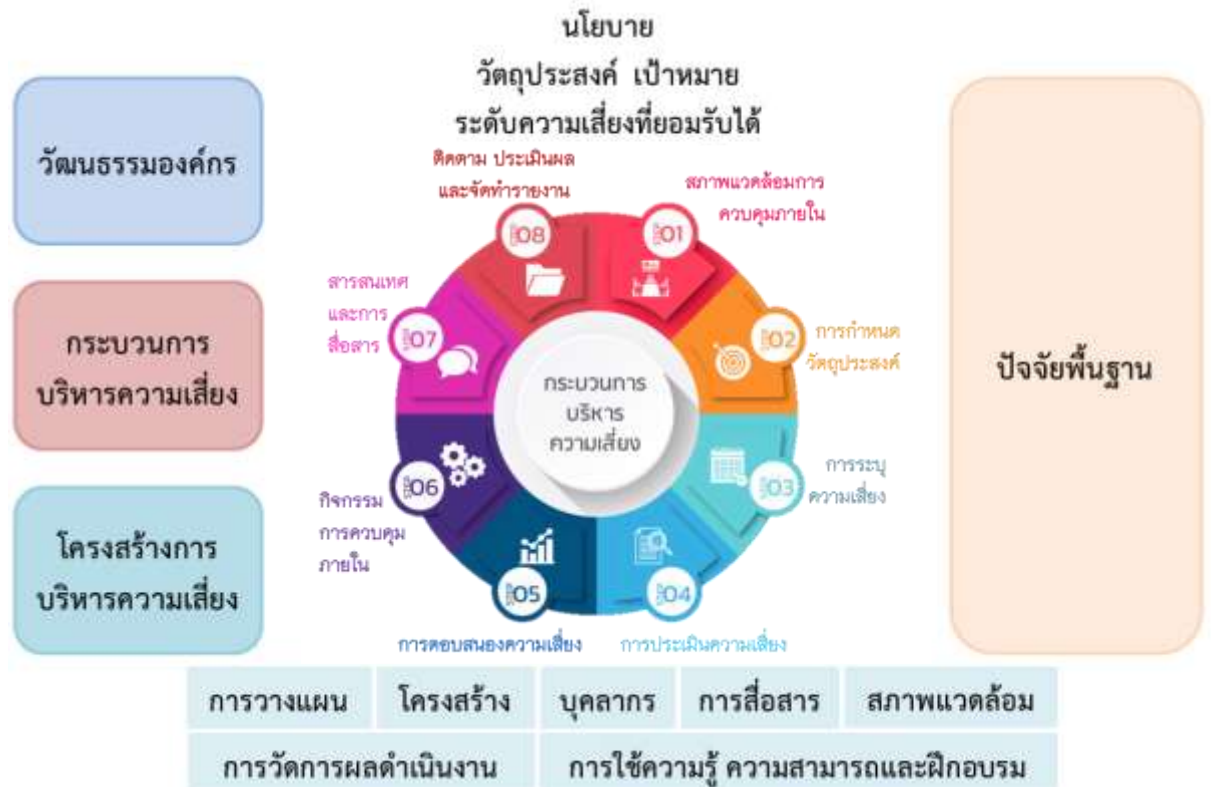 นโยบาย
วัตถุประสงค์ เป้าหมาย
ระดับความเสี่ยงที่ยอมรับได้
วัฒนธรรมองค์กร
กระบวนการ
บริหารความเสี่ยง
โครงสร้างการ
บริหารความเสี่ยง
ติดตาม ประเมินผล
และจัดทำรายงาน
08
สภาพแวดล้อมการ
ควบคุมภายใน
01
สารสนเทศ
และการ
สื่อสาร
07
02
การกำหนด
วัตถุประสงค์
กระบวนการ
บริหาร
ความเสี่ยง
06
กิจกรรม
การควบคุม
ภายใน
03
การระบุ
ความเสี่ยง
05
การตอบสนองความเสี่ยง
04
การประเมินความเสี่ยง
ปัจจัยพื้นฐาน
การวางแผน
โครงสร้าง
บุคลากร
การสื่อสาร
สภาพแวดล้อม
การวัดการผลดำเนินงาน
การใช้ความรู้ ความสามารถและฝึกอบรม